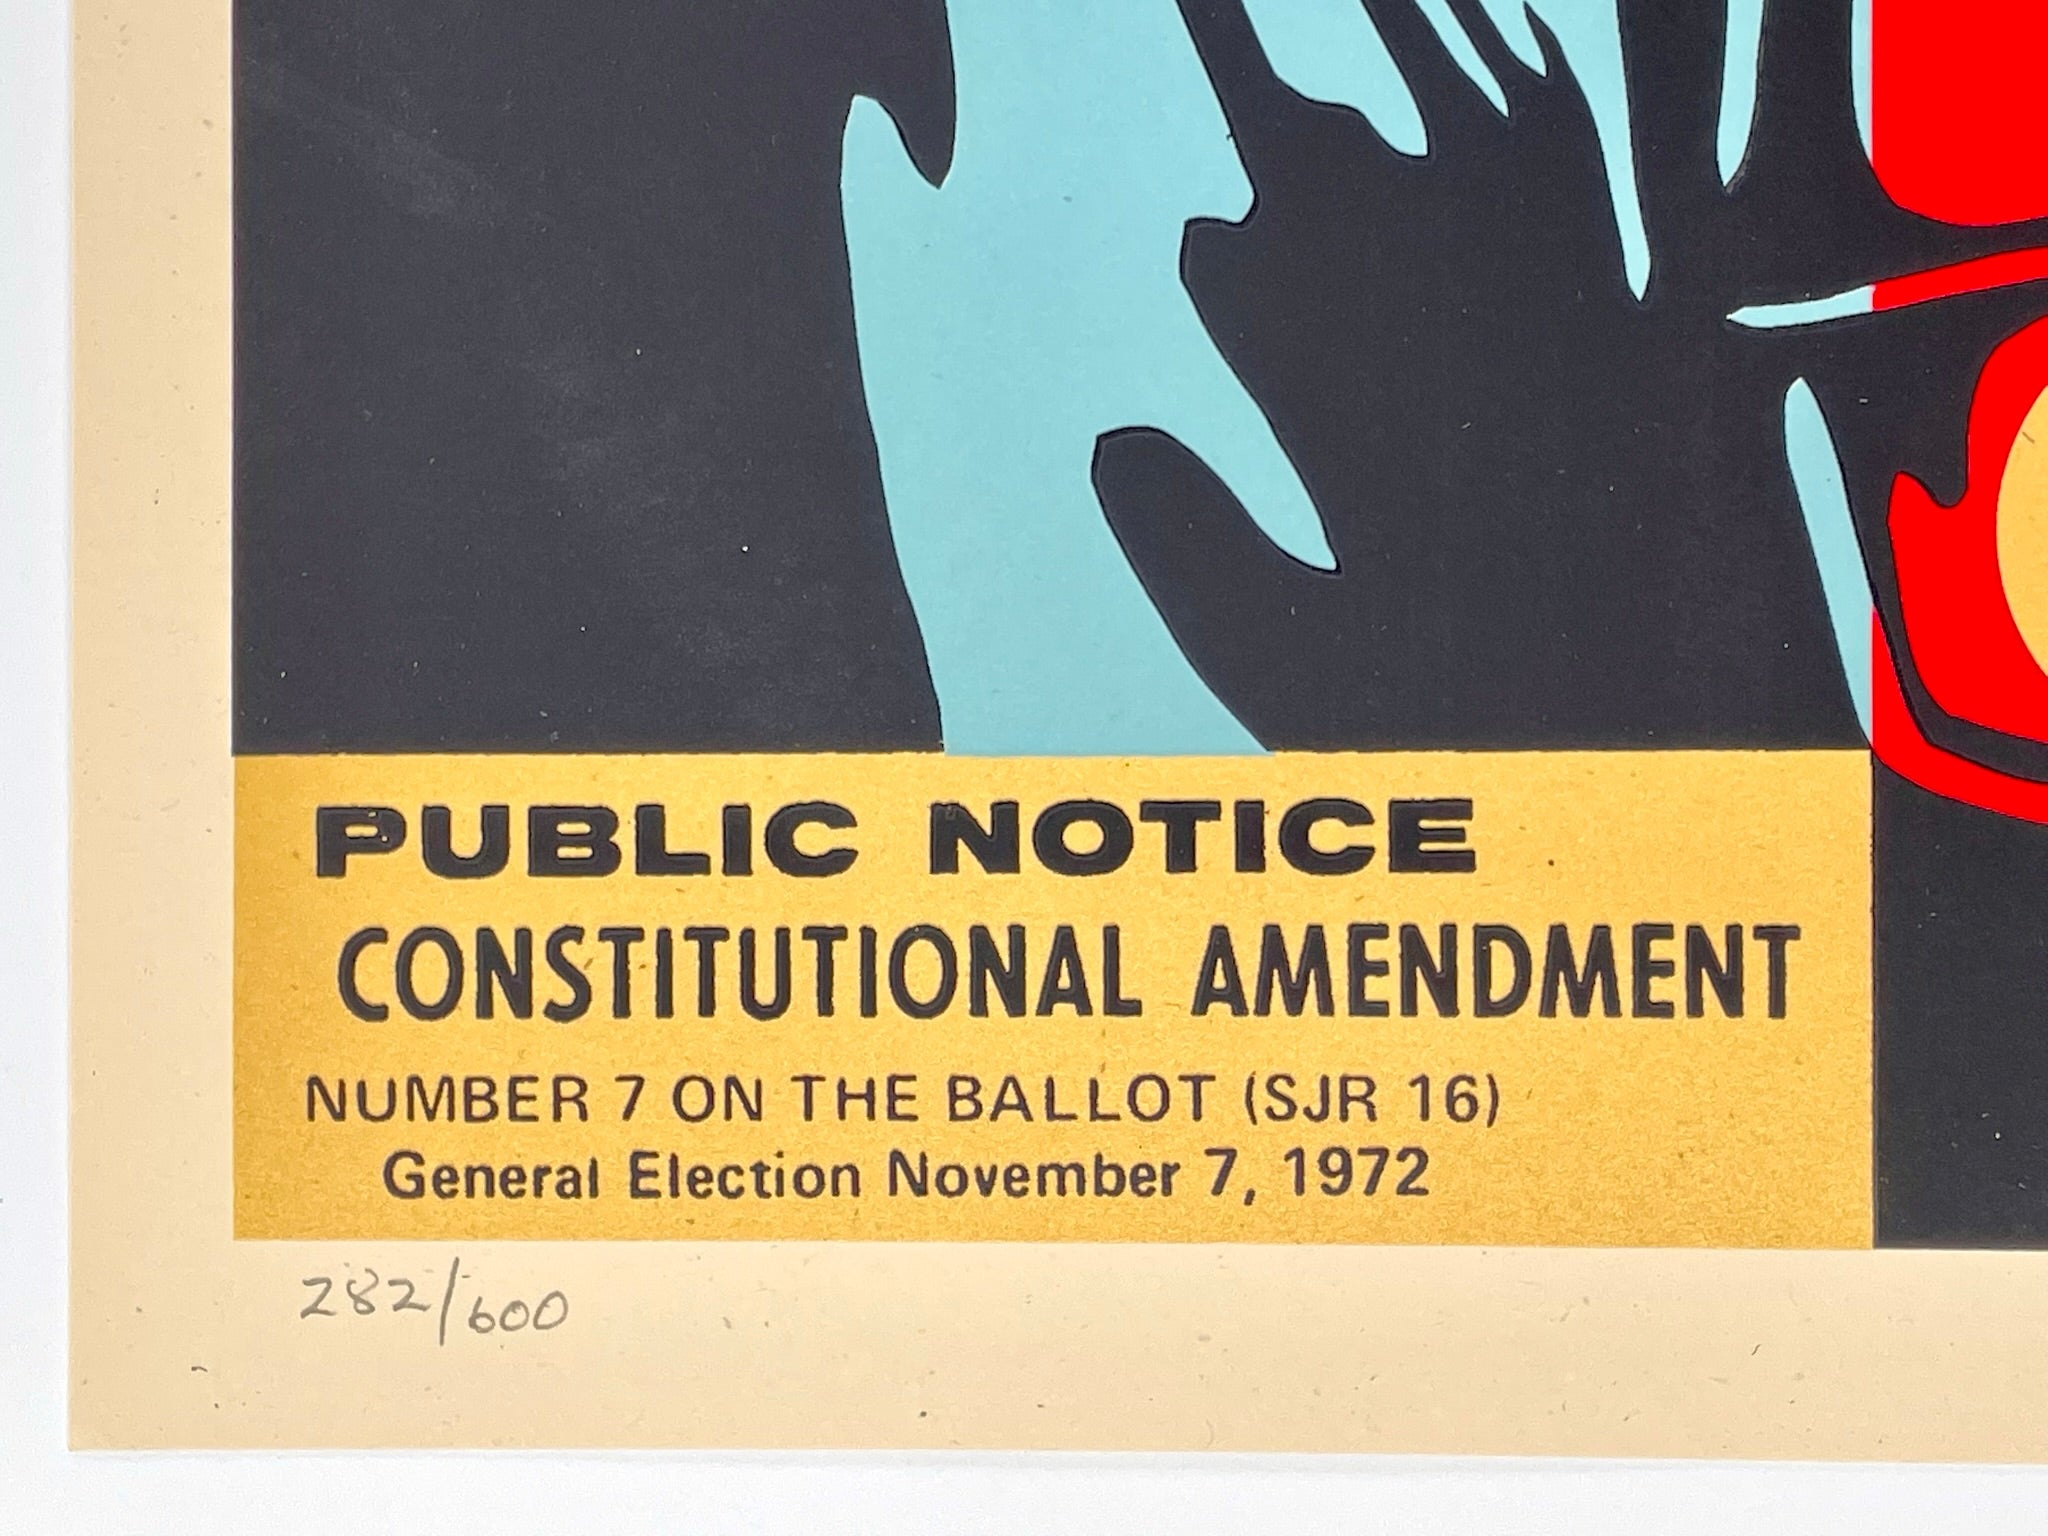 PUBLIC NOTICE
CONSTITUTIONAL AMENDMENT
NUMBER 7 ON THE BALLOT (SJR 16)
General Election November 7, 1972
282/600